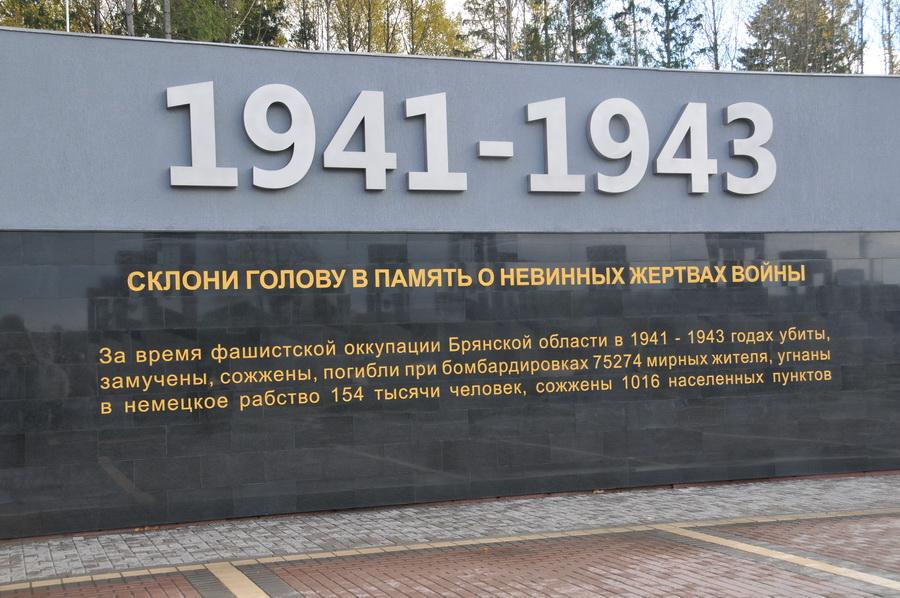 1941-1943
СКЛОНИ ГОЛОВУ В ПАМЯТЬ О НЕВИННЫХ ЖЕРТВАХ ВОЙНЫ
За время фашистской оккупации Брянской области в 1941 - 1943 годах убиты,
замучены, сожжены, погибли при бомбардировках 75274 мирных жителя, угнаны
в немецкое рабство 154 тысячи человек, сожжены 1016 населенных пунктов